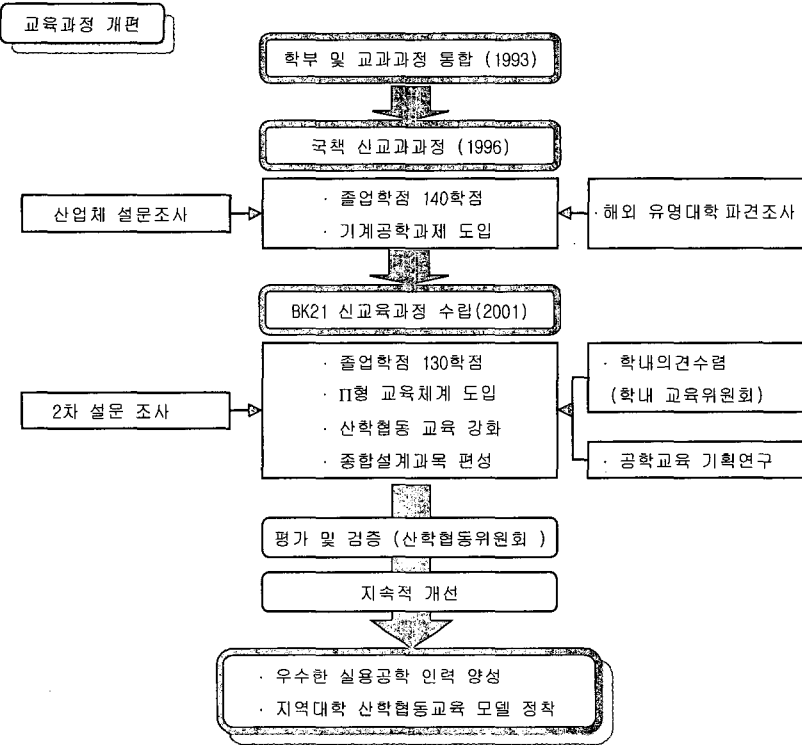 교육과정 개편
학부 및 교과과정 통합 (1993)
국책 신교과과정 (1996)
산업체 설문조사
· 졸업학점 140학점
· 기계공학과제 도입
· 해외 유명대학 파견조사
BK21 신교육과정 수립(2001)
2차 설문 조사
· 졸업학점 130학점
· Π형 교육체계 도입
· 산학협동 교육 강화
· 종합설계과목 편성
· 학내의견수렴
(학내 교육위원회)
· 공학교육 기획연구
평가 및 검증 (산학협동위원회 )
지속적 개선
· 우수한 실용공학 인력 양성
· 지역대학 산학협동교육 모델 정착